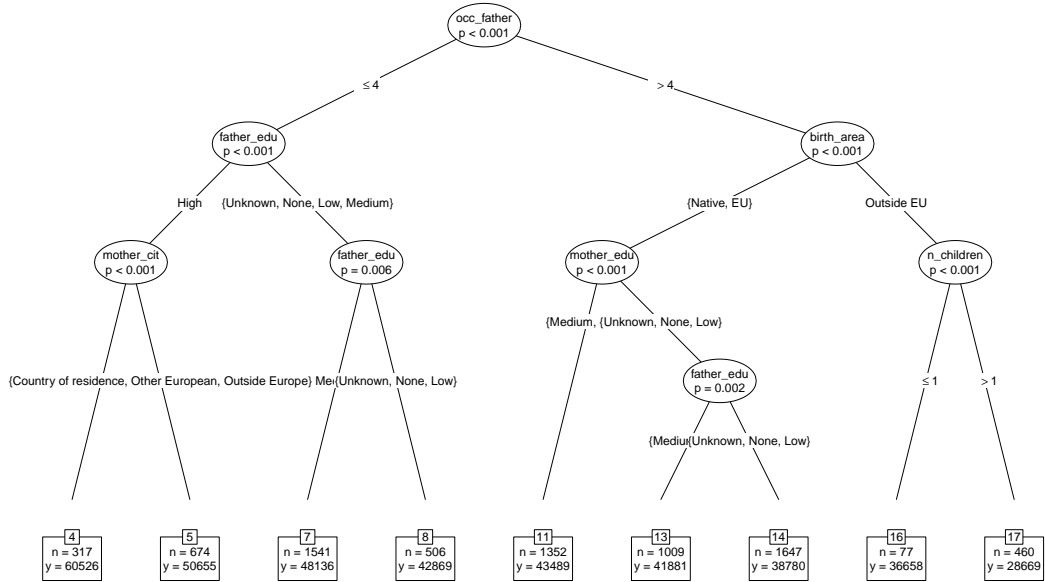 occ_father
p < 0.001
≤ 4
> 4
father_edu
p < 0.001
birth_area
p < 0.001
High
{Unknown, None, Low, Medium}
{Native, EU}
Outside EU
mother_cit
p < 0.001
father_edu
p = 0.006
mother_edu
p < 0.001
n_children
p < 0.001
{Medium,
{Unknown, None, Low}
{Country of residence, Other European, Outside Europe}
{Unknown, None, Low}
father_edu
p = 0.002
≤ 1
> 1
{Unknown, None, Low}
4
n = 317
y = 60526
5
n = 674
y = 50655
7
n = 1541
y = 48136
8
n = 506
y = 42869
11
n = 1352
y = 43489
13
n = 1009
y = 41881
14
n = 1647
y = 38780
16
n = 77
y = 36658
17
n = 460
y = 28669